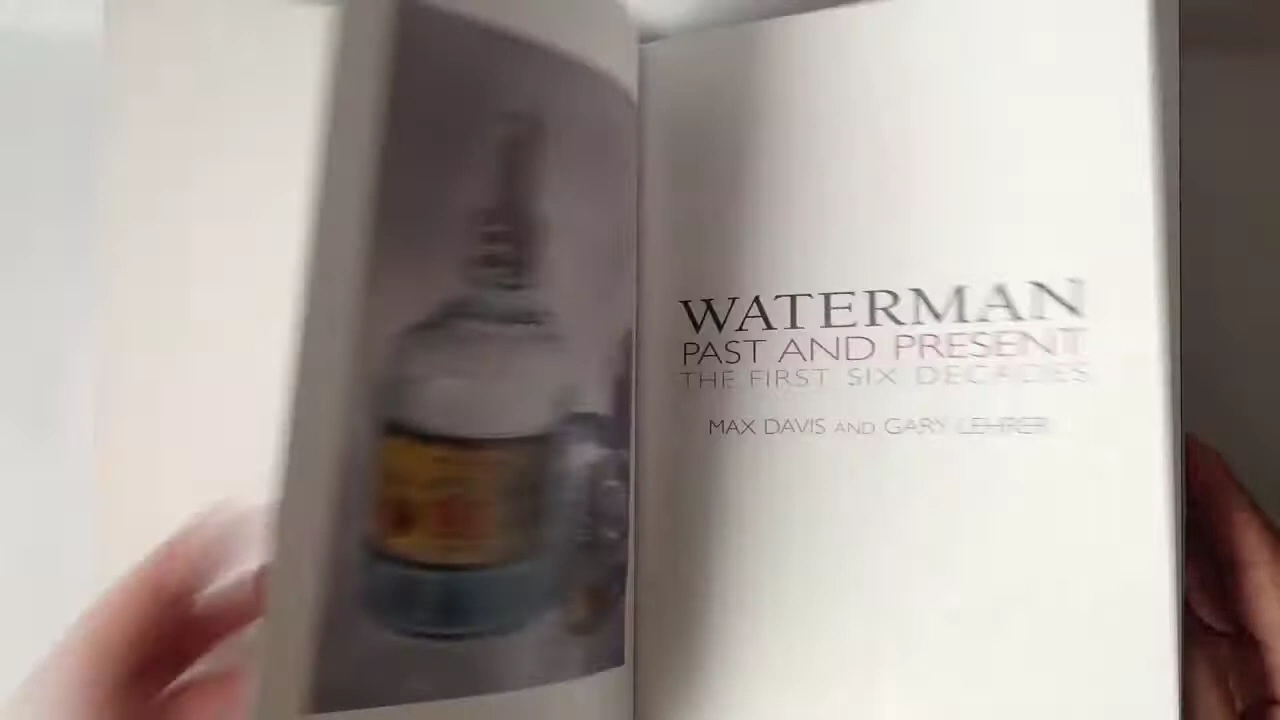 WATERMAN
PAST AND PRESENT
THE FIRST SIX DECADES
MAX DAVIS AND GARY LEHRER